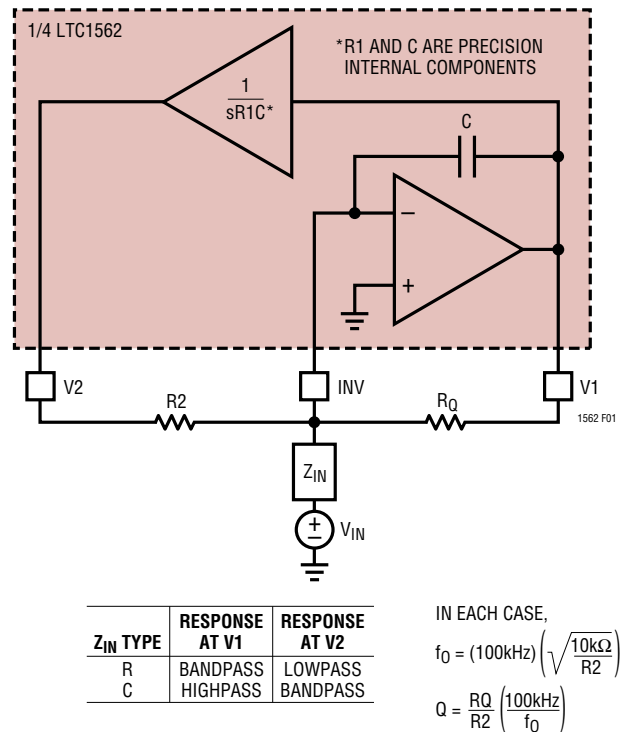 1/4 LTC1562
*R1 AND C ARE PRECISION
INTERNAL COMPONENTS
1
sR1C*
C
−
+
V2
INV
V1
R2
RQ
1562 F01
ZIN
+
−
VIN
ZIN TYPE
RESPONSE AT V1
RESPONSE AT V2
R BANDPASS LOWPASS
C HIGHPASS BANDPASS
IN EACH CASE,
fO = (100kHz) (√10kΩ/R2)
Q = RQ/R2 (100kHz/fO)